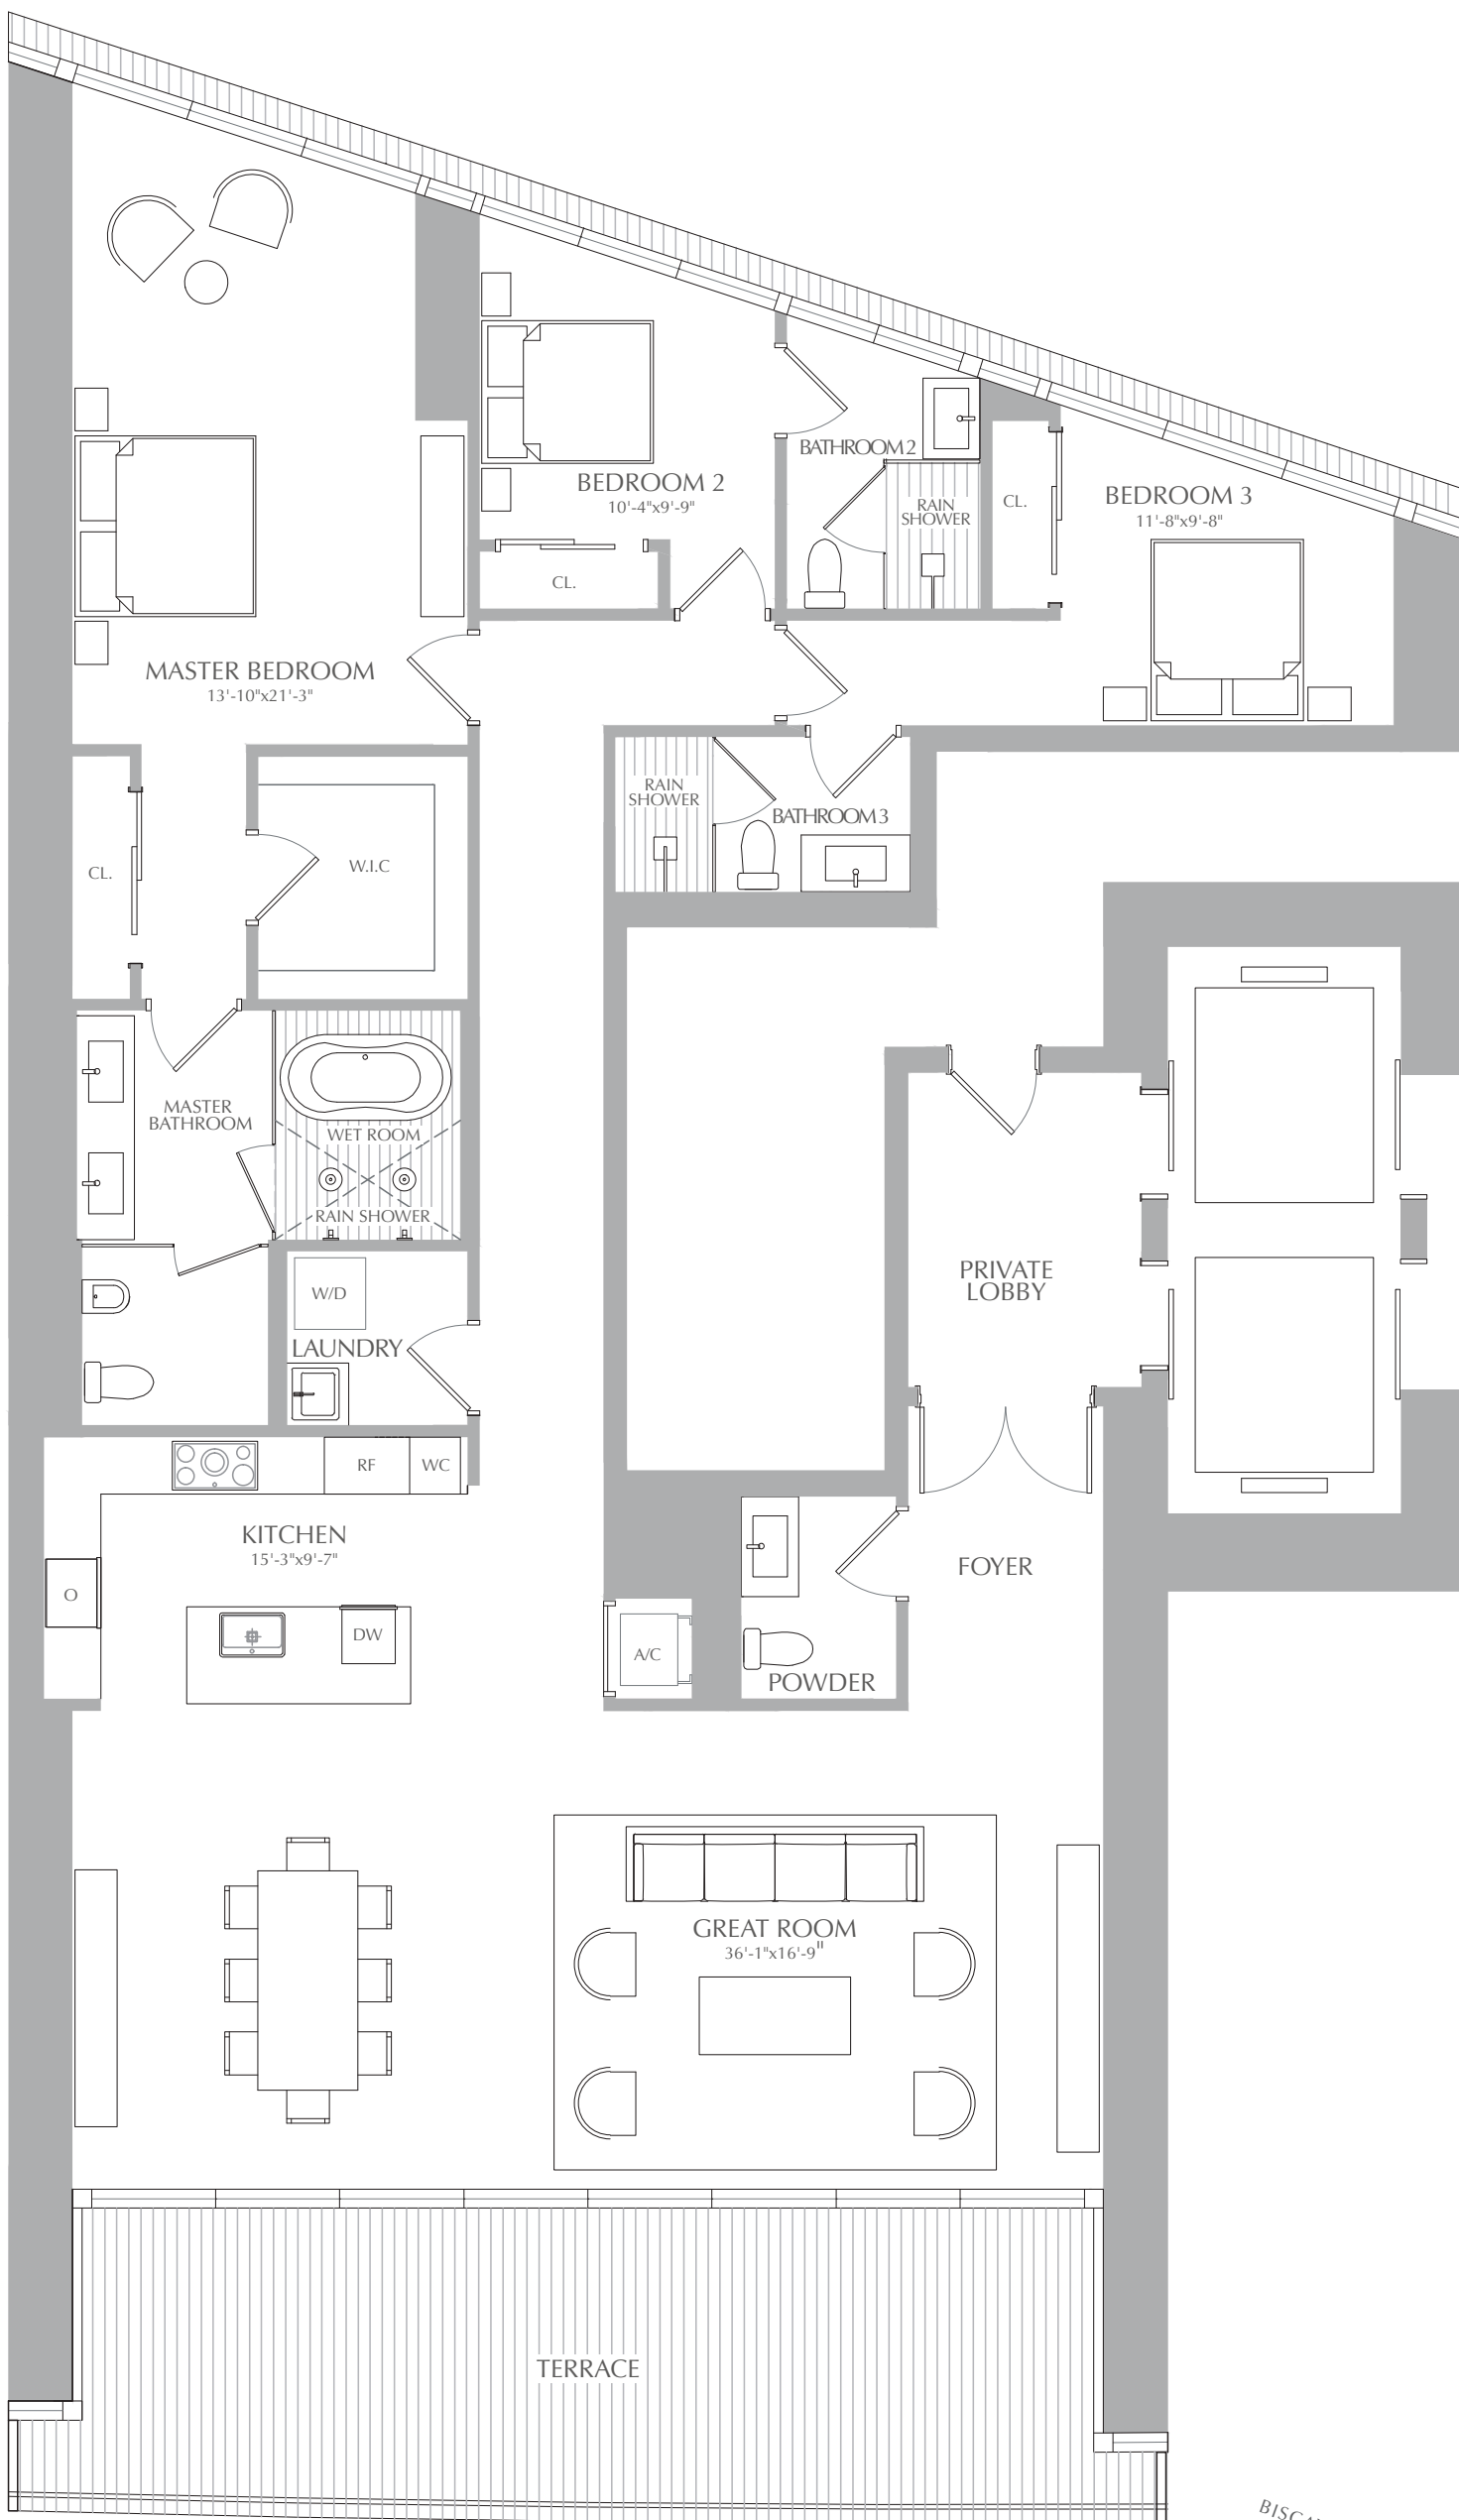 BATHROOM 2
BEDROOM 2
10'-4"x9'-9"
RAIN
SHOWER
CL.
BEDROOM 3
11'-8"x9'-8"
CL.
MASTER BEDROOM
13'-10"x21'-3"
RAIN
SHOWER
BATHROOM 3
CL.
W.I.C
MASTER
BATHROOM
WET ROOM
RAIN SHOWER
PRIVATE
LOBBY
W/D
LAUNDRY
RF
WC
KITCHEN
15'-3"x9'-7"
FOYER
O
DW
A/C
POWDER
GREAT ROOM
36'-1"x16'-9"
TERRACE